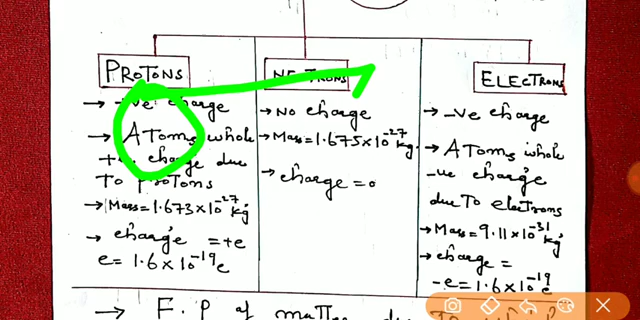 PROTONS
→ +ve charge
→ Atoms whole
+ve charge due
To protons
→ Mass = 1.673×10⁻²⁷ kg
→ charge = +e
e = 1.6×10⁻¹⁹e
NEUTRONS
→ No charge
→ Mass = 1.675×10⁻²⁷ kg.
→ charge = 0
ELECTRONS
→ -ve charge
→ Atoms whole
-ve charge
due To electrons
→ Mass = 9.11×10⁻³¹ kg
→ charge =
-e = 1.6×10⁻¹⁹e
→ F.P of matter